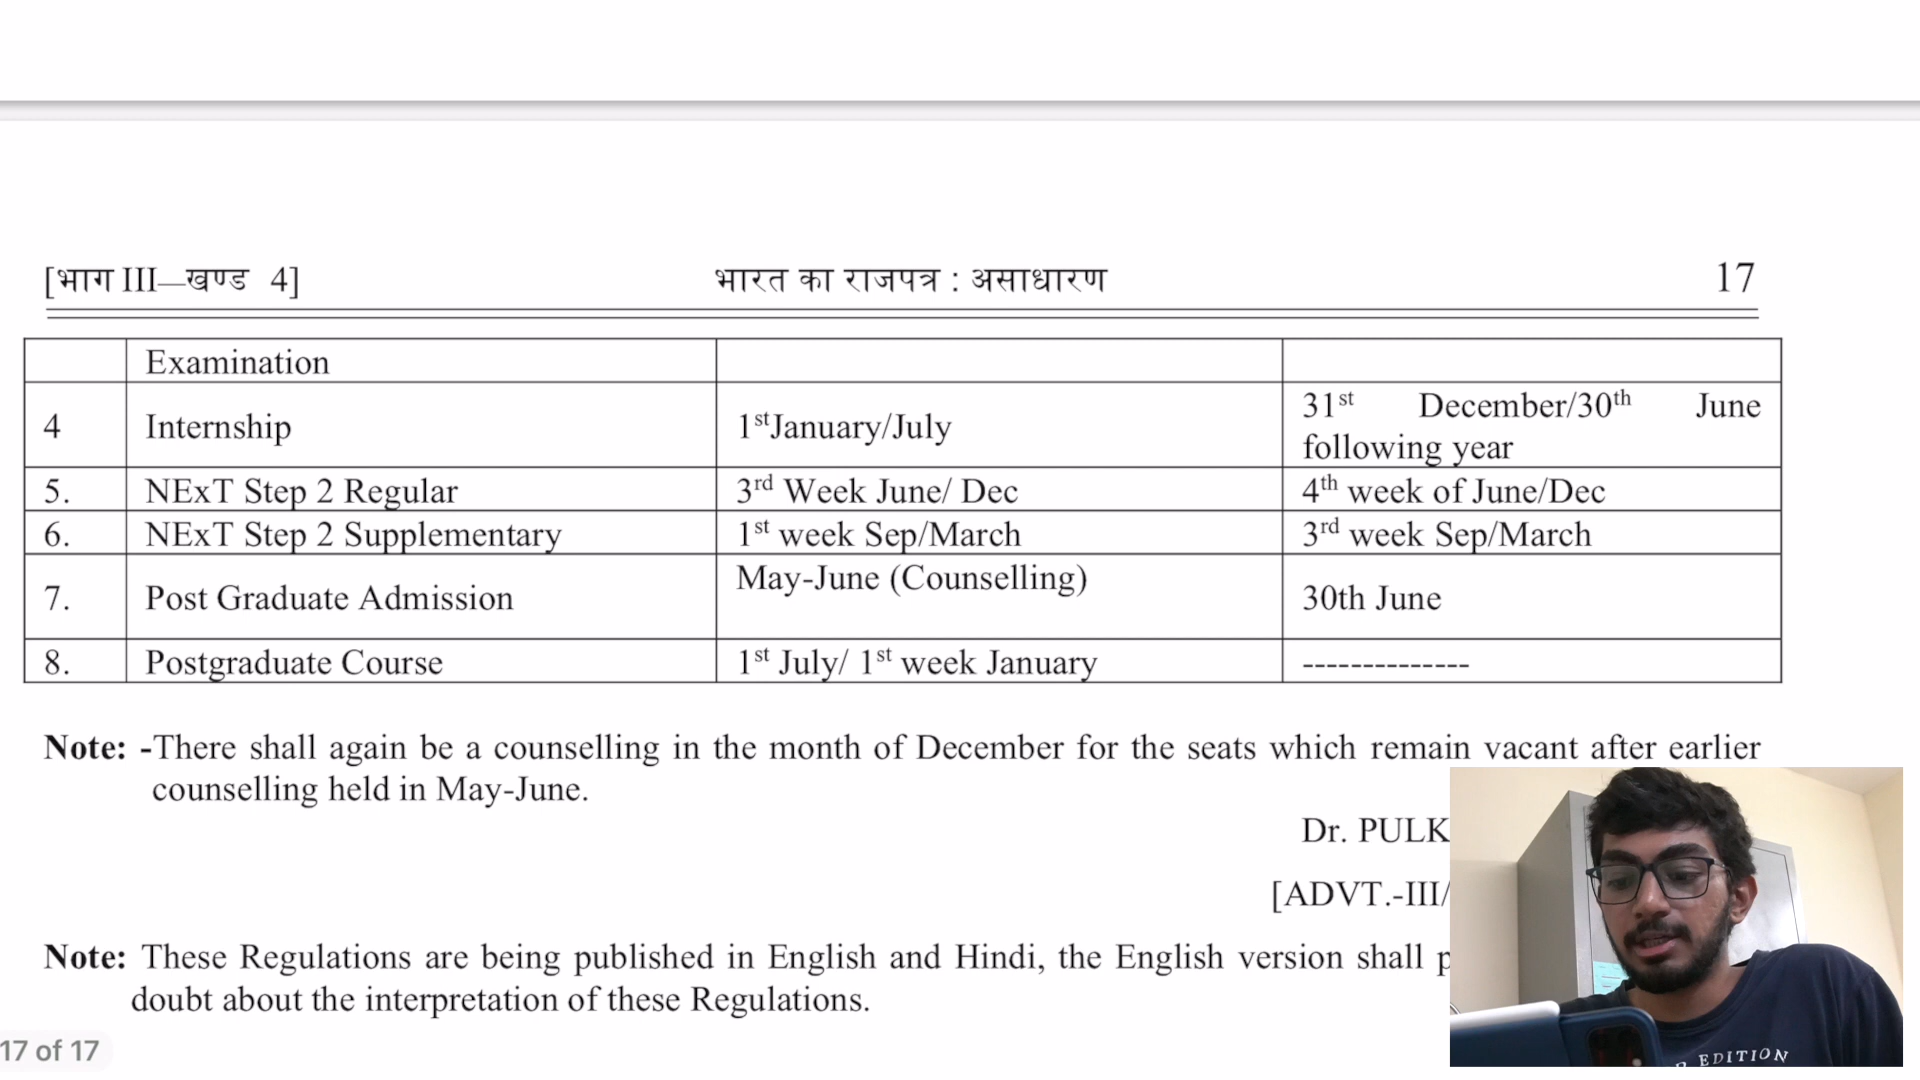 [भाग III—खण्ड 4] भारत का राजपत्र : असाधारण 17
Examination
4 Internship 1stJanuary/July 31st December/30th June
following year
5. NExT Step 2 Regular 3rd Week June/ Dec 4th week of June/Dec
6. NExT Step 2 Supplementary 1st week Sep/March 3rd week Sep/March
7. Post Graduate Admission May-June (Counselling) 30th June
8. Postgraduate Course 1st July/ 1st week January --------------
Note: -There shall again be a counselling in the month of December for the seats which remain vacant after earlier
counselling held in May-June.
Dr. PULK
[ADVT.-III/
Note: These Regulations are being published in English and Hindi, the English version shall p
doubt about the interpretation of these Regulations.
17 of 17
EDITION